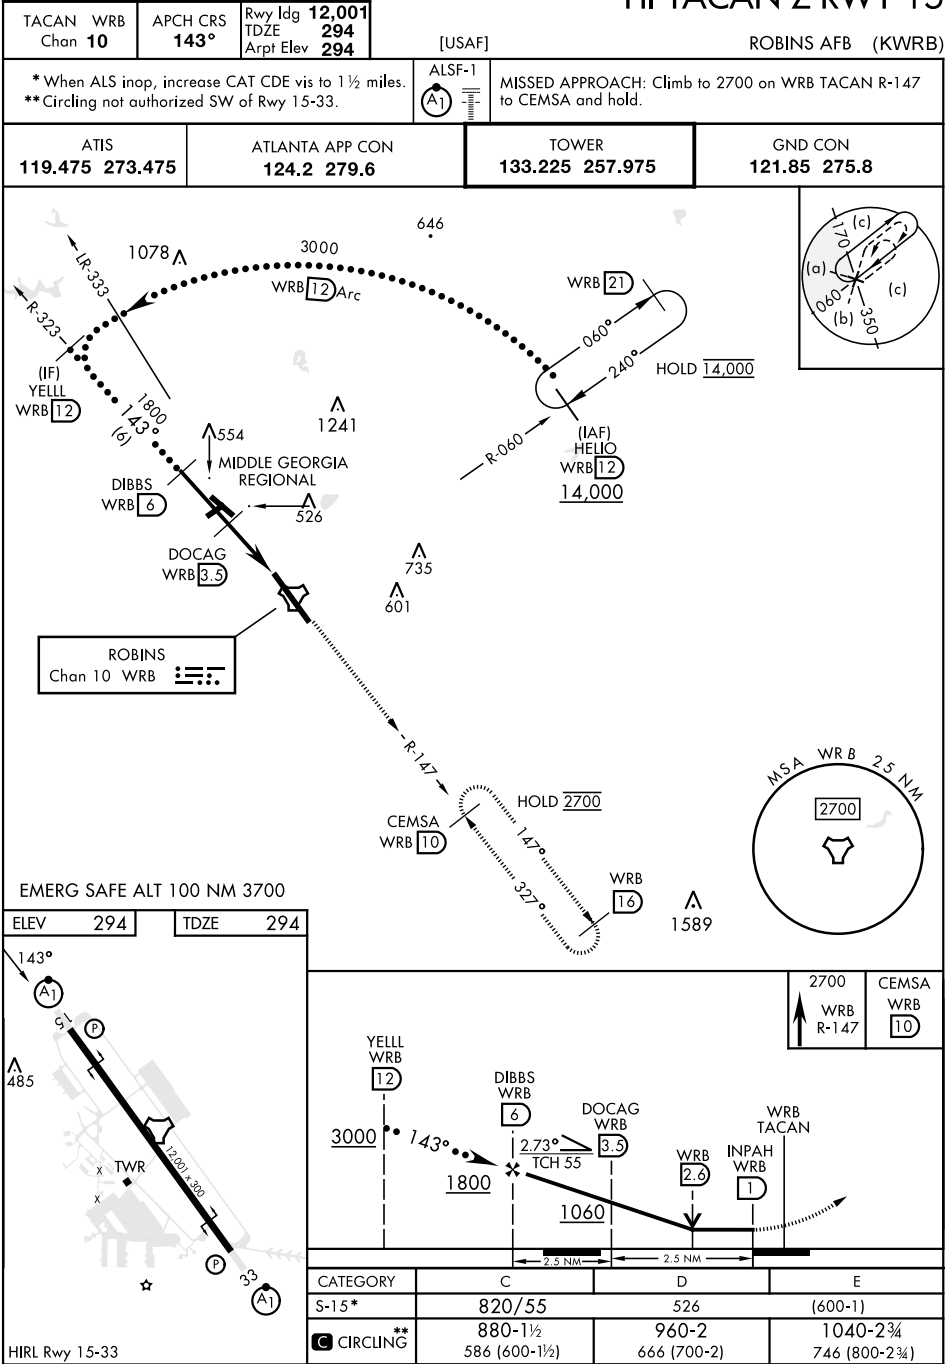 HI-TACAN Z RWY 15
TACAN WRB
Chan 10
APCH CRS
143°
Rwy ldg 12,001
TDZE 294
Arpt Elev 294
[USAF]
ROBINS AFB (KWRB)
* When ALS inop, increase CAT CDE vis to 1½ miles.
** Circling not authorized SW of Rwy 15-33.
ALSF-1
A1
MISSED APPROACH: Climb to 2700 on WRB TACAN R-147
to CEMSA and hold.
ATIS
119.475 273.475
ATLANTA APP CON
124.2 279.6
TOWER
133.225 257.975
GND CON
121.85 275.8
646
1078
3000
WRB 12 Arc
LR-333
R-323
(IF)
YELLL
WRB 12
1800
143°
(6)
WRB 21
060°
240°
HOLD 14,000
R-060
(IAF)
HELIO
WRB 12
14,000
170
(c)
(a)
060
(b)
350
(c)
1241
554
MIDDLE GEORGIA
REGIONAL
526
DIBBS
WRB 6
DOCAG
WRB 3.5
735
601
ROBINS
Chan 10 WRB
R-147
HOLD 2700
CEMSA
WRB 10
147°
327°
WRB
16
1589
MSA WRB 25 NM
2700
EMERG SAFE ALT 100 NM 3700
ELEV 294
TDZE 294
143°
A1
15
P
485
TWR
X
X
12,001 x 300
P
33
A1
HIRL Rwy 15-33
2700
WRB
R-147
CEMSA
WRB
10
YELLL
WRB
12
3000
143°
DIBBS
WRB
6
1800
2.73°
TCH 55
DOCAG
WRB
3.5
1060
WRB
2.6
INPAH
WRB
1
WRB
TACAN
2.5 NM
2.5 NM
CATEGORY C D E
S-15* 820/55 526 (600-1)
C CIRCLING** 880-1½ 960-2 1040-2¾
586 (600-1½) 666 (700-2) 746 (800-2¾)